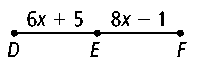 6x + 5 8x − 1
D E F